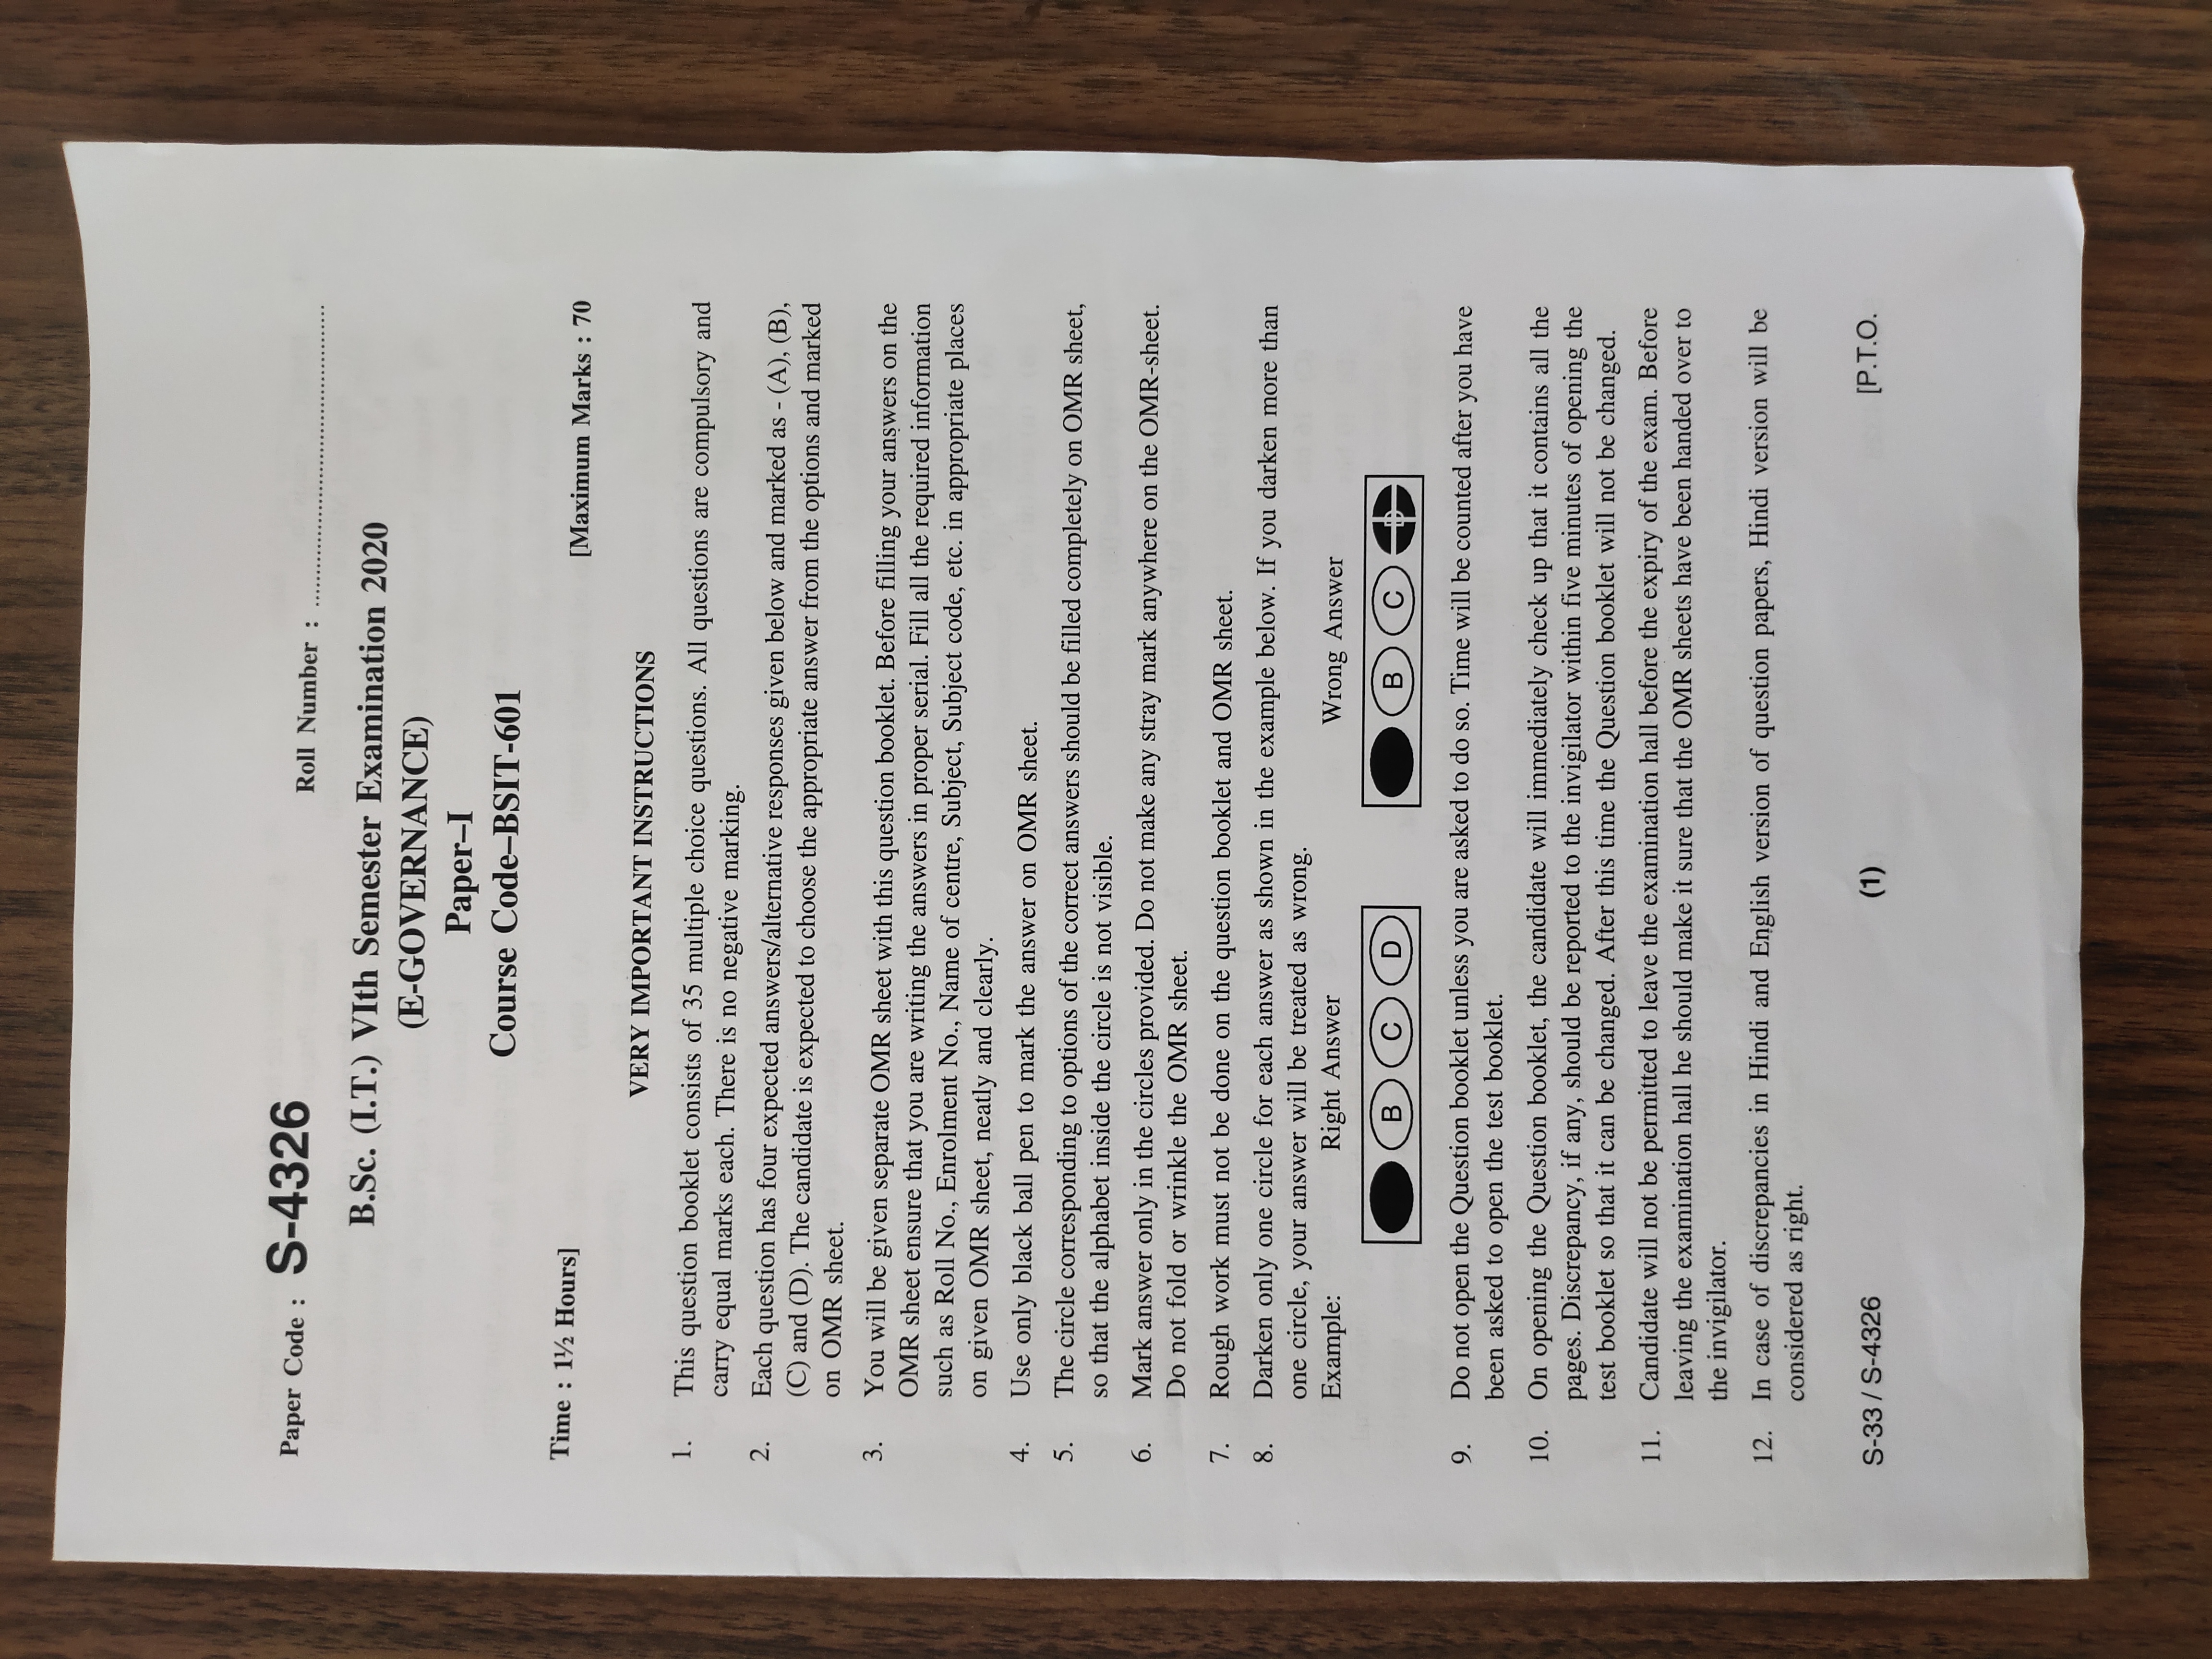 Paper Code : S-4326
Roll Number : ....................................................
B.Sc. (I.T.) VIth Semester Examination 2020
(E-GOVERNANCE)
Paper–I
Course Code–BSIT-601
Time : 1½ Hours]
[Maximum Marks : 70
VERY IMPORTANT INSTRUCTIONS
1. This question booklet consists of 35 multiple choice questions. All questions are compulsory and
carry equal marks each. There is no negative marking.
2. Each question has four expected answers/alternative responses given below and marked as - (A), (B),
(C) and (D). The candidate is expected to choose the appropriate answer from the options and marked
on OMR sheet.
3. You will be given separate OMR sheet with this question booklet. Before filling your answers on the
OMR sheet ensure that you are writing the answers in proper serial. Fill all the required information
such as Roll No., Enrolment No., Name of centre, Subject, Subject code, etc. in appropriate places
on given OMR sheet, neatly and clearly.
4. Use only black ball pen to mark the answer on OMR sheet.
5. The circle corresponding to options of the correct answers should be filled completely on OMR sheet,
so that the alphabet inside the circle is not visible.
6. Mark answer only in the circles provided. Do not make any stray mark anywhere on the OMR-sheet.
Do not fold or wrinkle the OMR sheet.
7. Rough work must not be done on the question booklet and OMR sheet.
8. Darken only one circle for each answer as shown in the example below. If you darken more than
one circle, your answer will be treated as wrong.
Example: Right Answer Wrong Answer
B C D B C D
9. Do not open the Question booklet unless you are asked to do so. Time will be counted after you have
been asked to open the test booklet.
10. On opening the Question booklet, the candidate will immediately check up that it contains all the
pages. Discrepancy, if any, should be reported to the invigilator within five minutes of opening the
test booklet so that it can be changed. After this time the Question booklet will not be changed.
11. Candidate will not be permitted to leave the examination hall before the expiry of the exam. Before
leaving the examination hall he should make it sure that the OMR sheets have been handed over to
the invigilator.
12. In case of discrepancies in Hindi and English version of question papers, Hindi version will be
considered as right.
S-33 / S-4326 (1) [P.T.O.